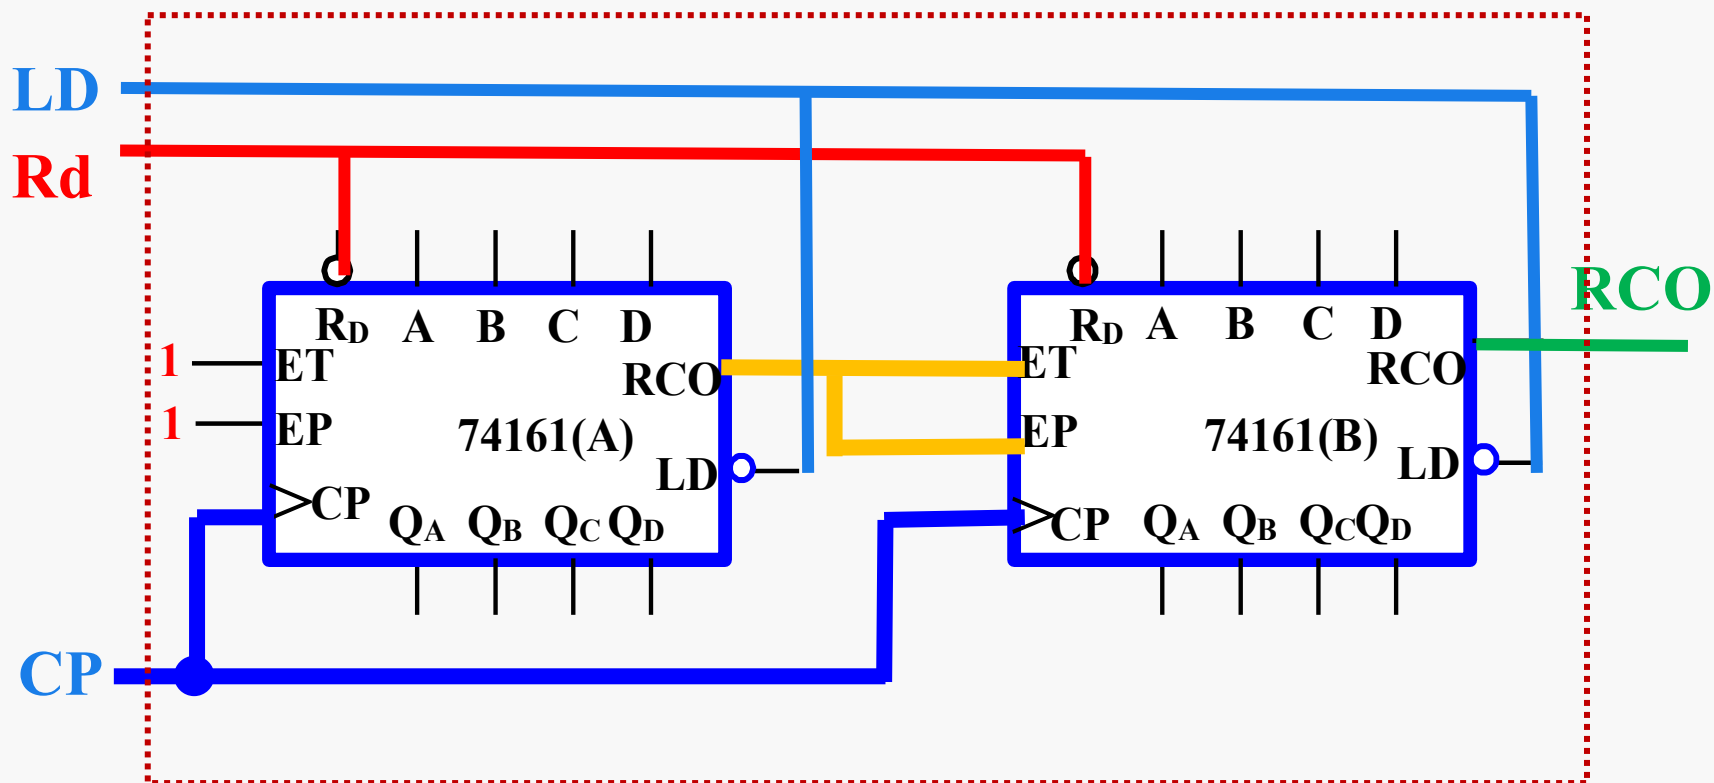 LD
Rd
RCO
RD A B C D
ET
1
RCO
EP
1
74161(A)
LD
CP
QA QB QC QD
RD A B C D
ET
RCO
EP
74161(B)
LD
CP
QA QB QC QD
CP